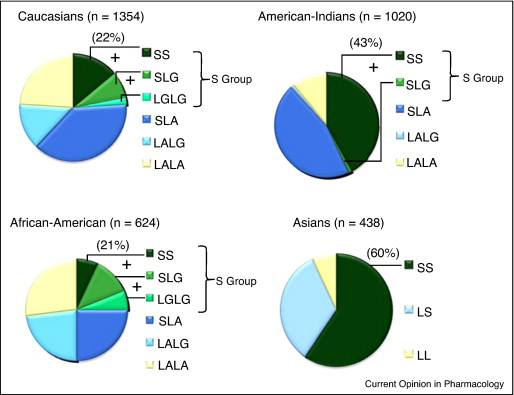 Caucasians (n = 1354)
(22%)
+
SS
+
SLG
LGLG
S Group
SLA
LALG
LALA
American-Indians (n = 1020)
(43%)
+
SS
SLG
S Group
SLA
LALG
LALA
African-American (n = 624)
(21%)
+
SS
SLG
+
LGLG
S Group
SLA
LALG
LALA
Asians (n = 438)
(60%)
SS
LS
LL
Current Opinion in Pharmacology